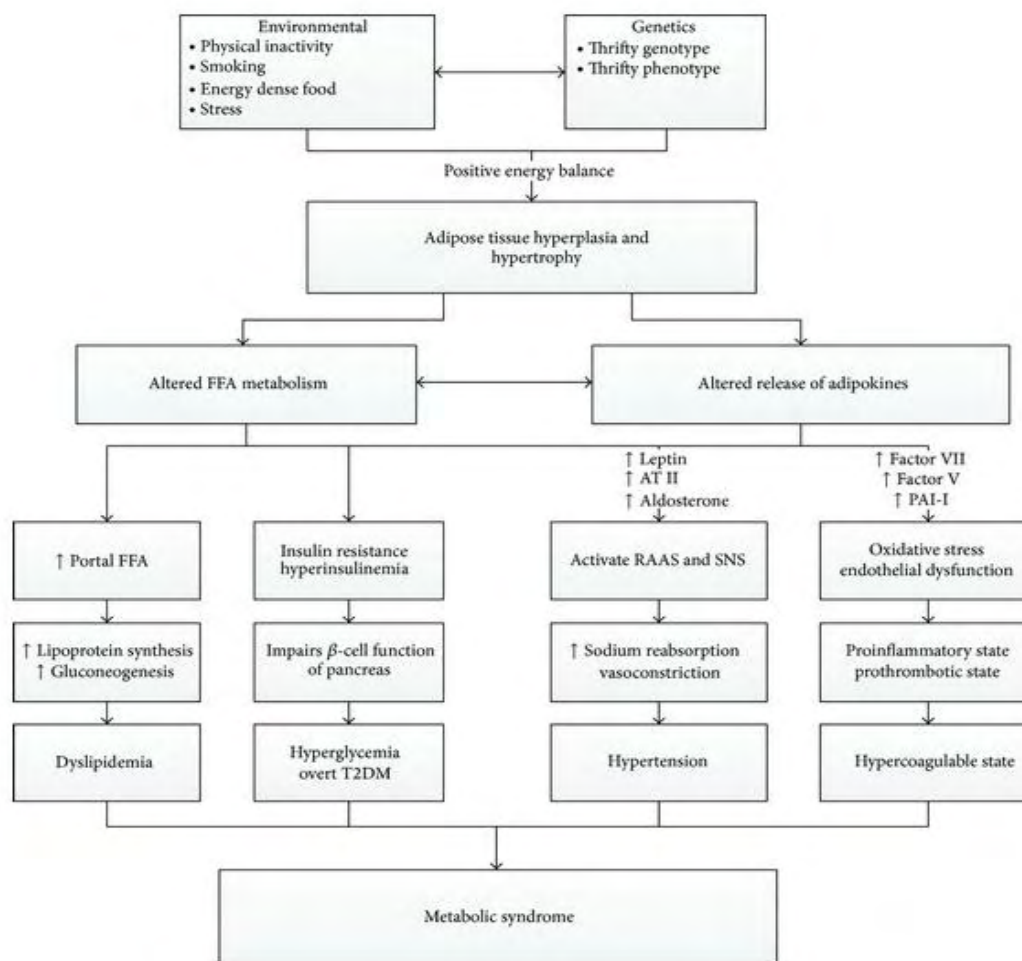 Environmental
• Physical inactivity
• Smoking
• Energy dense food
• Stress
Genetics
• Thrifty genotype
• Thrifty phenotype
Positive energy balance
Adipose tissue hyperplasia and
hypertrophy
Altered FFA metabolism
Altered release of adipokines
↑ Leptin
↑ AT II
↑ Aldosterone
↑ Factor VII
↑ Factor V
↑ PAI-I
↑ Portal FFA
Insulin resistance
hyperinsulinemia
Activate RAAS and SNS
Oxidative stress
endothelial dysfunction
↑ Lipoprotein synthesis
↑ Gluconeogenesis
Impairs β-cell function
of pancreas
↑ Sodium reabsorption
vasoconstriction
Proinflammatory state
prothrombotic state
Dyslipidemia
Hyperglycemia
overt T2DM
Hypertension
Hypercoagulable state
Metabolic syndrome